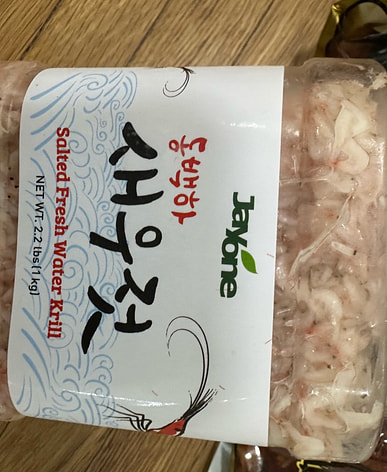 Jayone
동백하
새우젓
Salted Fresh Water Krill
NET WT. 2.2 lbs(1 kg)